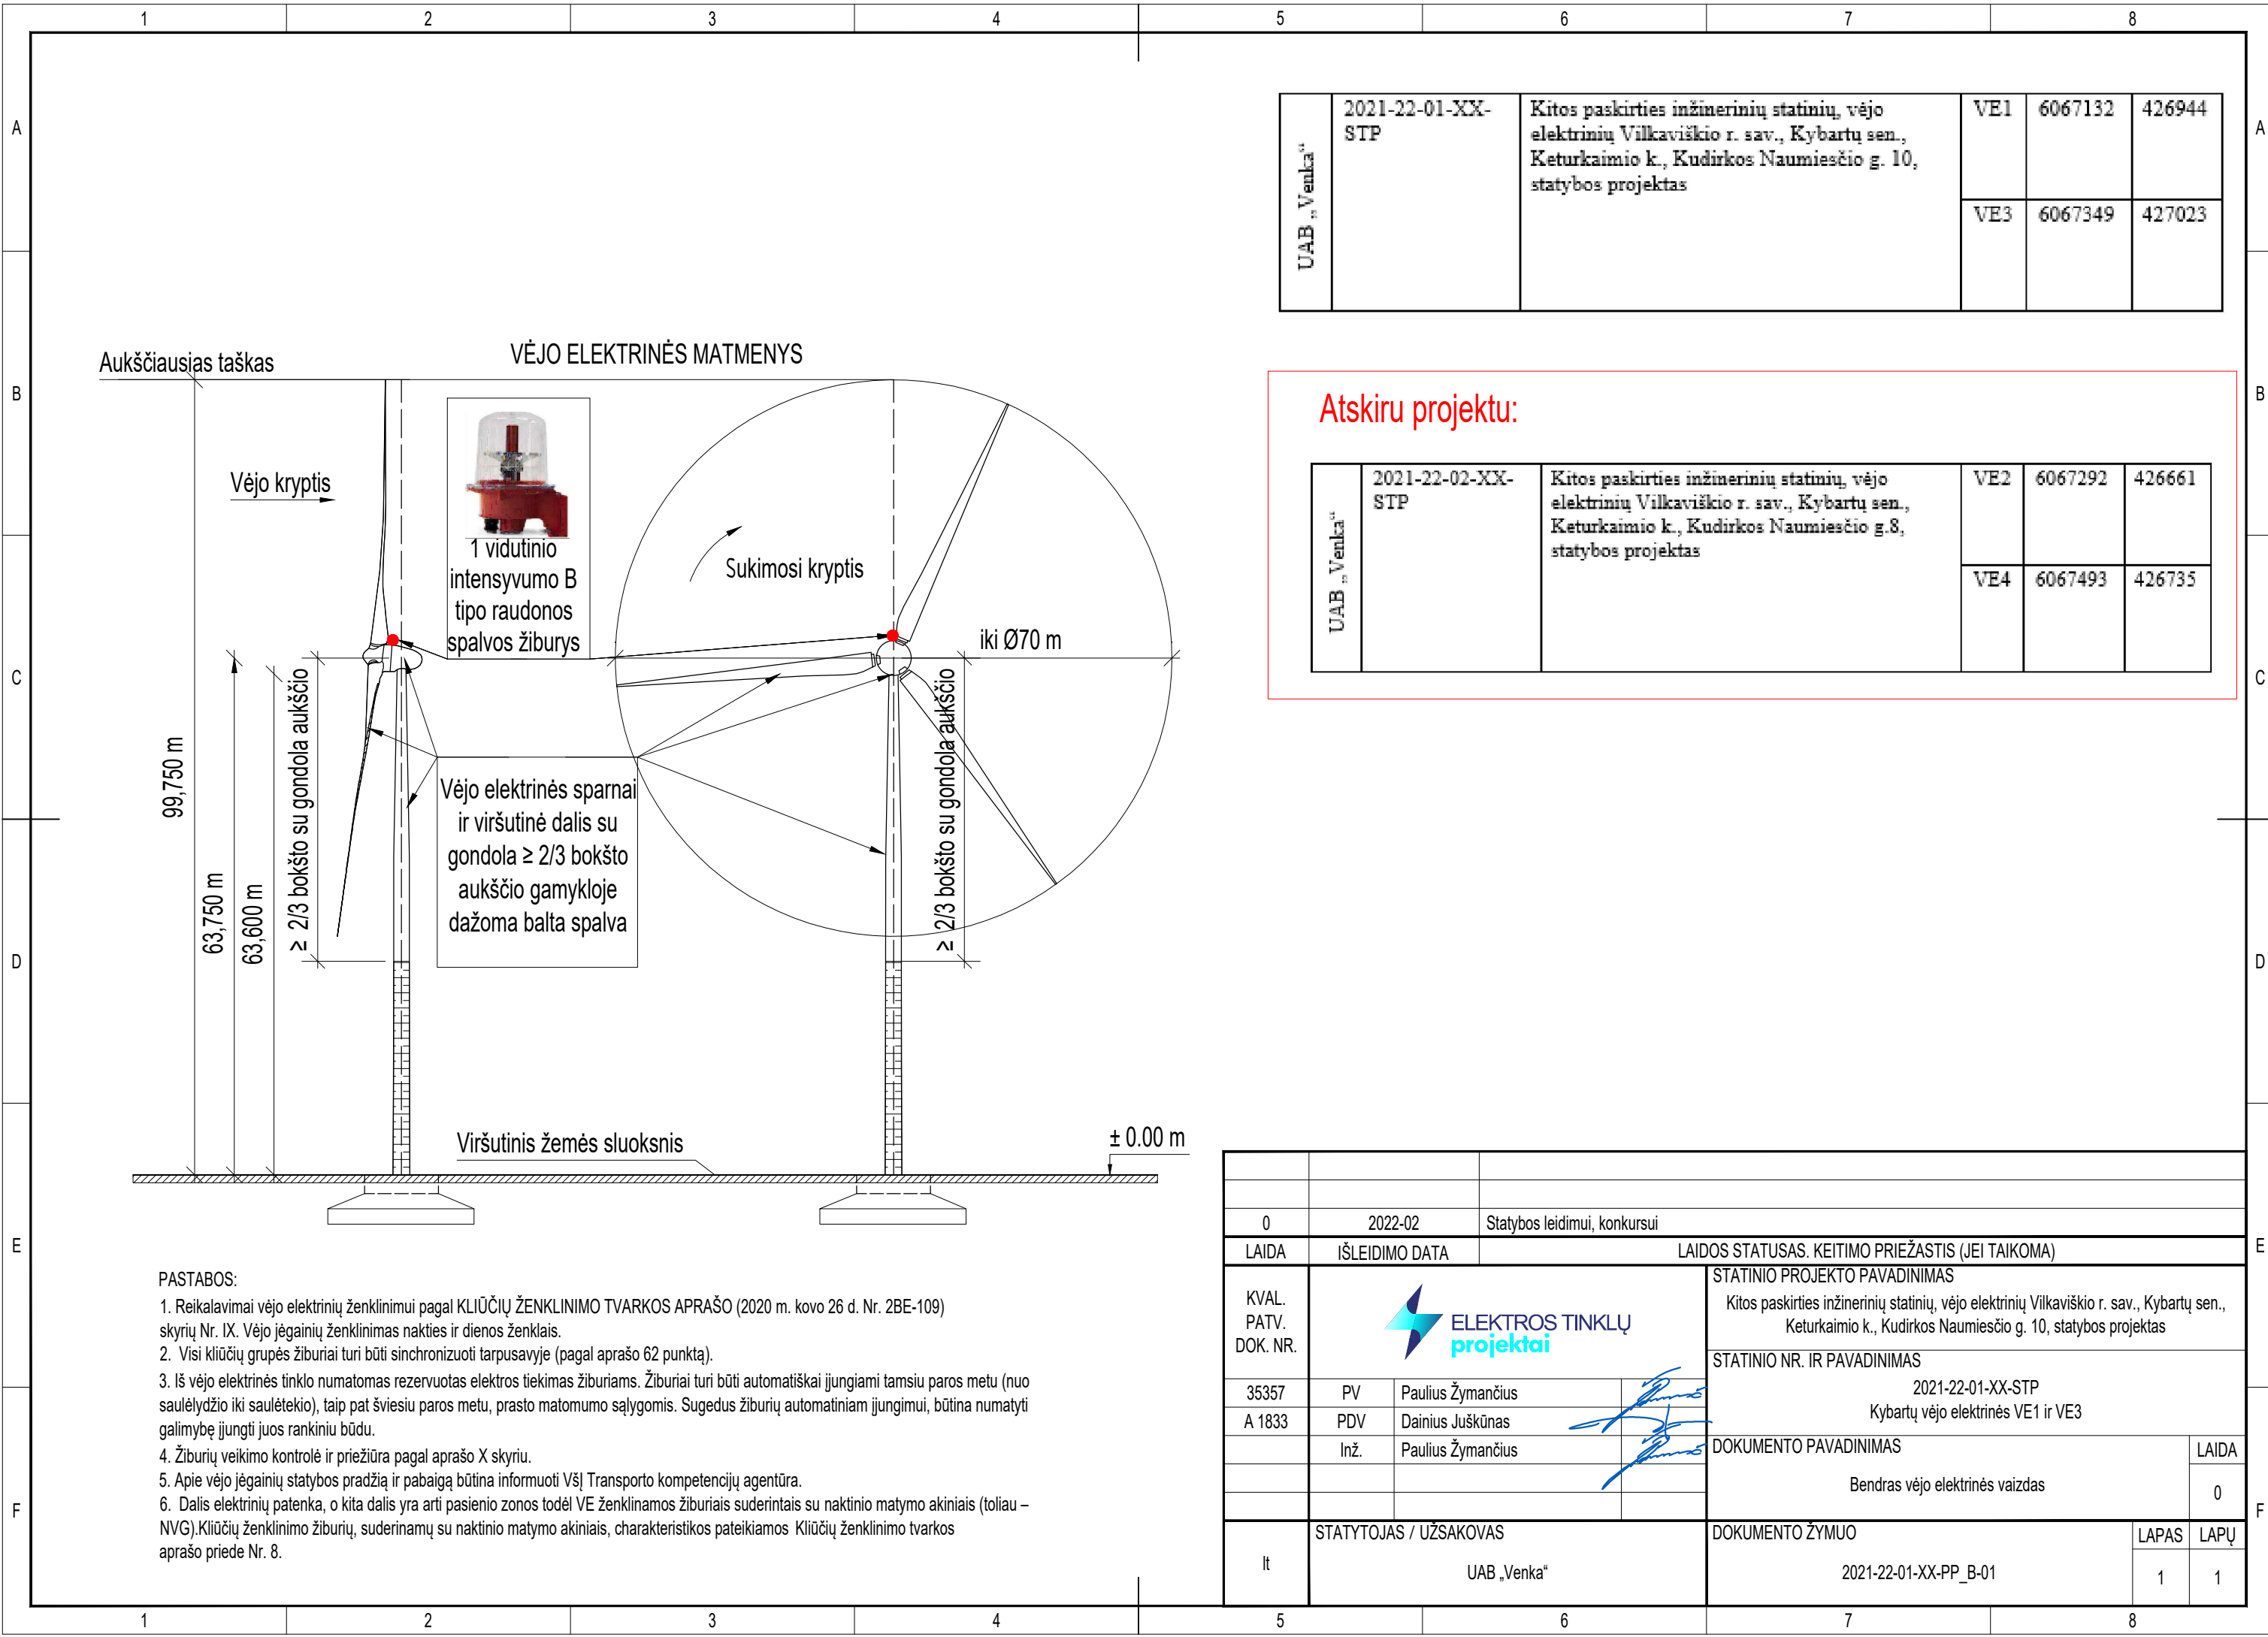 1 2 3 4 5 6 7 8
A A
B B
C C
D D
E E
F F
UAB „Venka“
2021-22-01-XX-
STP
Kitos paskirties inžinerinių statinių, vėjo
elektrinių Vilkaviškio r. sav., Kybartų sen.,
Keturkaimio k., Kudirkos Naumiesčio g. 10,
statybos projektas
VE1 6067132 426944
VE3 6067349 427023
Atskiru projektu:
UAB „Venka“
2021-22-02-XX-
STP
Kitos paskirties inžinerinių statinių, vėjo
elektrinių Vilkaviškio r. sav., Kybartų sen.,
Keturkaimio k., Kudirkos Naumiesčio g.8,
statybos projektas
VE2 6067292 426661
VE4 6067493 426735
VĖJO ELEKTRINĖS MATMENYS
Aukščiausias taškas
Vėjo kryptis
1 vidutinio
intensyvumo B
tipo raudonos
spalvos žiburys
Sukimosi kryptis
iki Ø70 m
99,750 m
63,750 m
63,600 m
≥ 2/3 bokšto su gondola aukščio
Vėjo elektrinės sparnai
ir viršutinė dalis su
gondola ≥ 2/3 bokšto
aukščio gamykloje
dažoma balta spalva
≥ 2/3 bokšto su gondola aukščio
Viršutinis žemės sluoksnis
± 0.00 m
PASTABOS:
1. Reikalavimai vėjo elektrinių ženklinimui pagal KLIŪČIŲ ŽENKLINIMO TVARKOS APRAŠO (2020 m. kovo 26 d. Nr. 2BE-109)
skyrių Nr. IX. Vėjo jėgainių ženklinimas nakties ir dienos ženklais.
2. Visi kliūčių grupės žiburiai turi būti sinchronizuoti tarpusavyje (pagal aprašo 62 punktą).
3. Iš vėjo elektrinės tinklo numatomas rezervuotas elektros tiekimas žiburiams. Žiburiai turi būti automatiškai įjungiami tamsiu paros metu (nuo
saulėlydžio iki saulėtekio), taip pat šviesiu paros metu, prasto matomumo sąlygomis. Sugedus žiburių automatiniam įjungimui, būtina numatyti
galimybę įjungti juos rankiniu būdu.
4. Žiburių veikimo kontrolė ir priežiūra pagal aprašo X skyriu.
5. Apie vėjo jėgainių statybos pradžią ir pabaigą būtina informuoti VšĮ Transporto kompetencijų agentūra.
6. Dalis elektrinių patenka, o kita dalis yra arti pasienio zonos todėl VE ženklinamos žiburiais suderintais su naktinio matymo akiniais (toliau –
NVG).Kliūčių ženklinimo žiburių, suderinamų su naktinio matymo akiniais, charakteristikos pateikiamos Kliūčių ženklinimo tvarkos
aprašo priede Nr. 8.
0 2022-02 Statybos leidimui, konkursui
LAIDA IŠLEIDIMO DATA LAIDOS STATUSAS. KEITIMO PRIEŽASTIS (JEI TAIKOMA)
KVAL.
PATV.
DOK. NR.
ELEKTROS TINKLŲ
projektai
STATINIO PROJEKTO PAVADINIMAS
Kitos paskirties inžinerinių statinių, vėjo elektrinių Vilkaviškio r. sav., Kybartų sen.,
Keturkaimio k., Kudirkos Naumiesčio g. 10, statybos projektas
STATINIO NR. IR PAVADINIMAS
2021-22-01-XX-STP
Kybartų vėjo elektrinės VE1 ir VE3
35357 PV Paulius Žymančius
A 1833 PDV Dainius Juškūnas
Inž. Paulius Žymančius
DOKUMENTO PAVADINIMAS LAIDA
Bendras vėjo elektrinės vaizdas 0
lt
STATYTOJAS / UŽSAKOVAS
UAB „Venka“
DOKUMENTO ŽYMUO LAPAS LAPŲ
2021-22-01-XX-PP_B-01 1 1
1 2 3 4 5 6 7 8